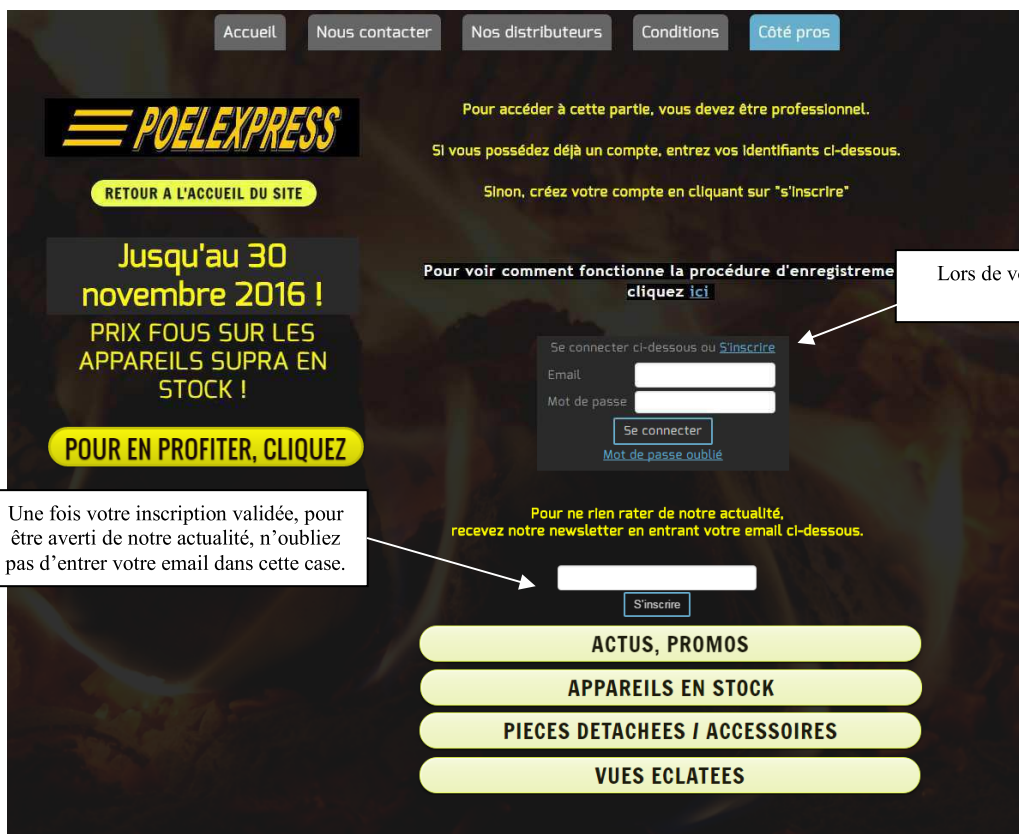 Accueil
Nous contacter
Nos distributeurs
Conditions
Côté pros
POELEXPRESS
RETOUR A L'ACCUEIL DU SITE
Jusqu'au 30
novembre 2016 !
PRIX FOUS SUR LES
APPAREILS SUPRA EN
STOCK !
POUR EN PROFITER, CLIQUEZ
Une fois votre inscription validée, pour
être averti de notre actualité, n’oubliez
pas d’entrer votre email dans cette case.
Pour accéder à cette partie, vous devez être professionnel.
Si vous possédez déjà un compte, entrez vos identifiants ci-dessous.
Sinon, créez votre compte en cliquant sur "s'inscrire"
Pour voir comment fonctionne la procédure d'enregistreme
cliquez ici
Lors de
Se connecter ci-dessous ou S'inscrire
Email
Mot de passe
Se connecter
Mot de passe oublié
Pour ne rien rater de notre actualité,
recevez notre newsletter en entrant votre email ci-dessous.
S'inscrire
ACTUS, PROMOS
APPAREILS EN STOCK
PIECES DETACHEES / ACCESSOIRES
VUES ECLATEES